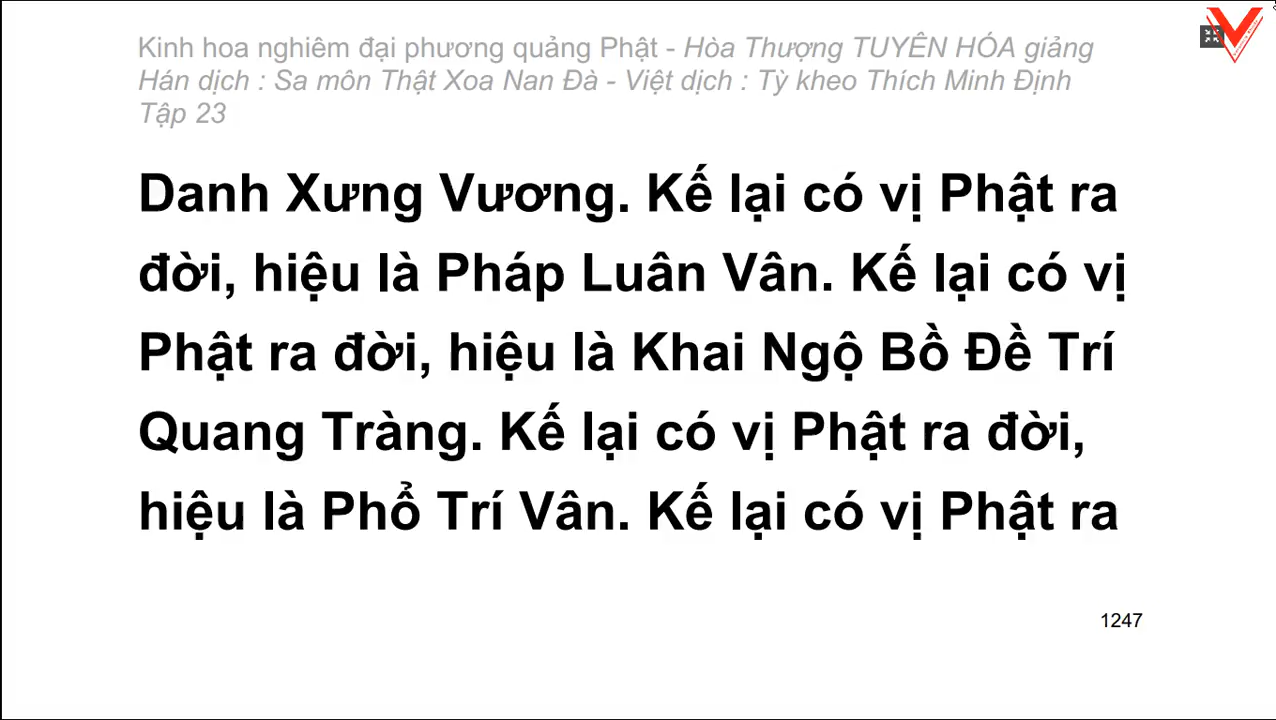 Kinh hoa nghiêm đại phương quảng Phật - Hòa Thượng TUYÊN HÓA giảng
Hán dịch : Sa môn Thật Xoa Nan Đà - Việt dịch : Tỳ kheo Thích Minh Định
Tập 23
Danh Xưng Vương. Kế lại có vị Phật ra
đời, hiệu là Pháp Luân Vân. Kế lại có vị
Phật ra đời, hiệu là Khai Ngộ Bồ Đề Trí
Quang Tràng. Kế lại có vị Phật ra đời,
hiệu là Phổ Trí Vân. Kế lại có vị Phật ra
1247